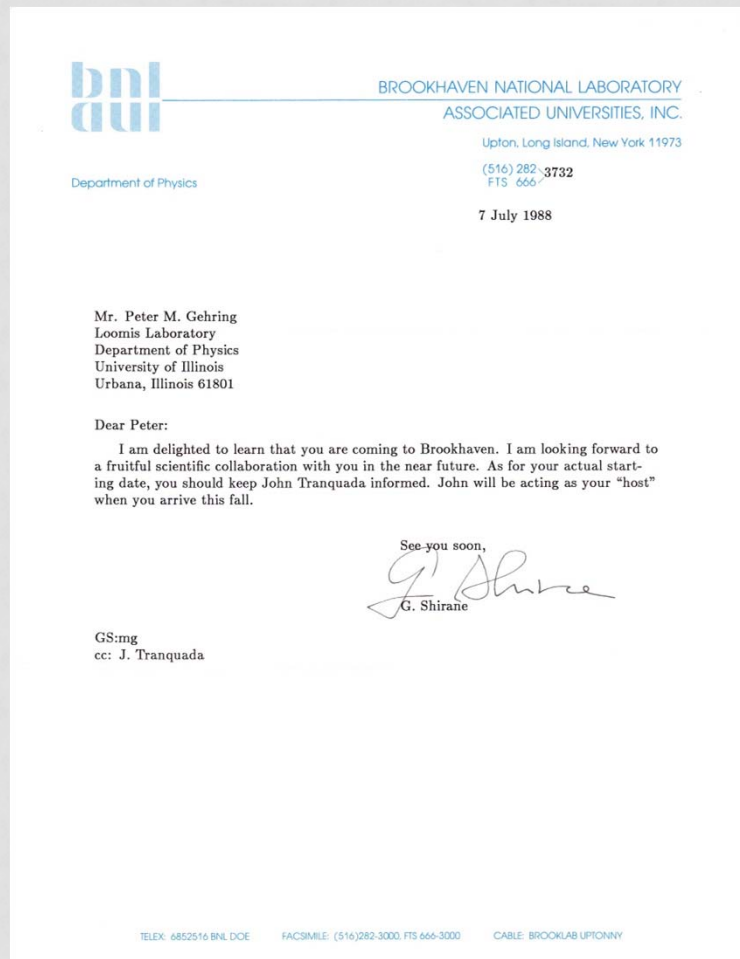 bnl
aui
BROOKHAVEN NATIONAL LABORATORY
ASSOCIATED UNIVERSITIES, INC.
Upton, Long Island, New York 11973
(516) 282
FTS 666
3732
Department of Physics
7 July 1988
Mr. Peter M. Gehring
Loomis Laboratory
Department of Physics
University of Illinois
Urbana, Illinois 61801
Dear Peter:
I am delighted to learn that you are coming to Brookhaven. I am looking forward to
a fruitful scientific collaboration with you in the near future. As for your actual start-
ing date, you should keep John Tranquada informed. John will be acting as your “host”
when you arrive this fall.
See you soon,
G Shirane
G. Shirane
GS:mg
cc: J. Tranquada
TELEX: 6852516 BNL DOE FACSIMILE: (516)282-3000, FTS 666-3000 CABLE: BROOKLAB UPTONNY